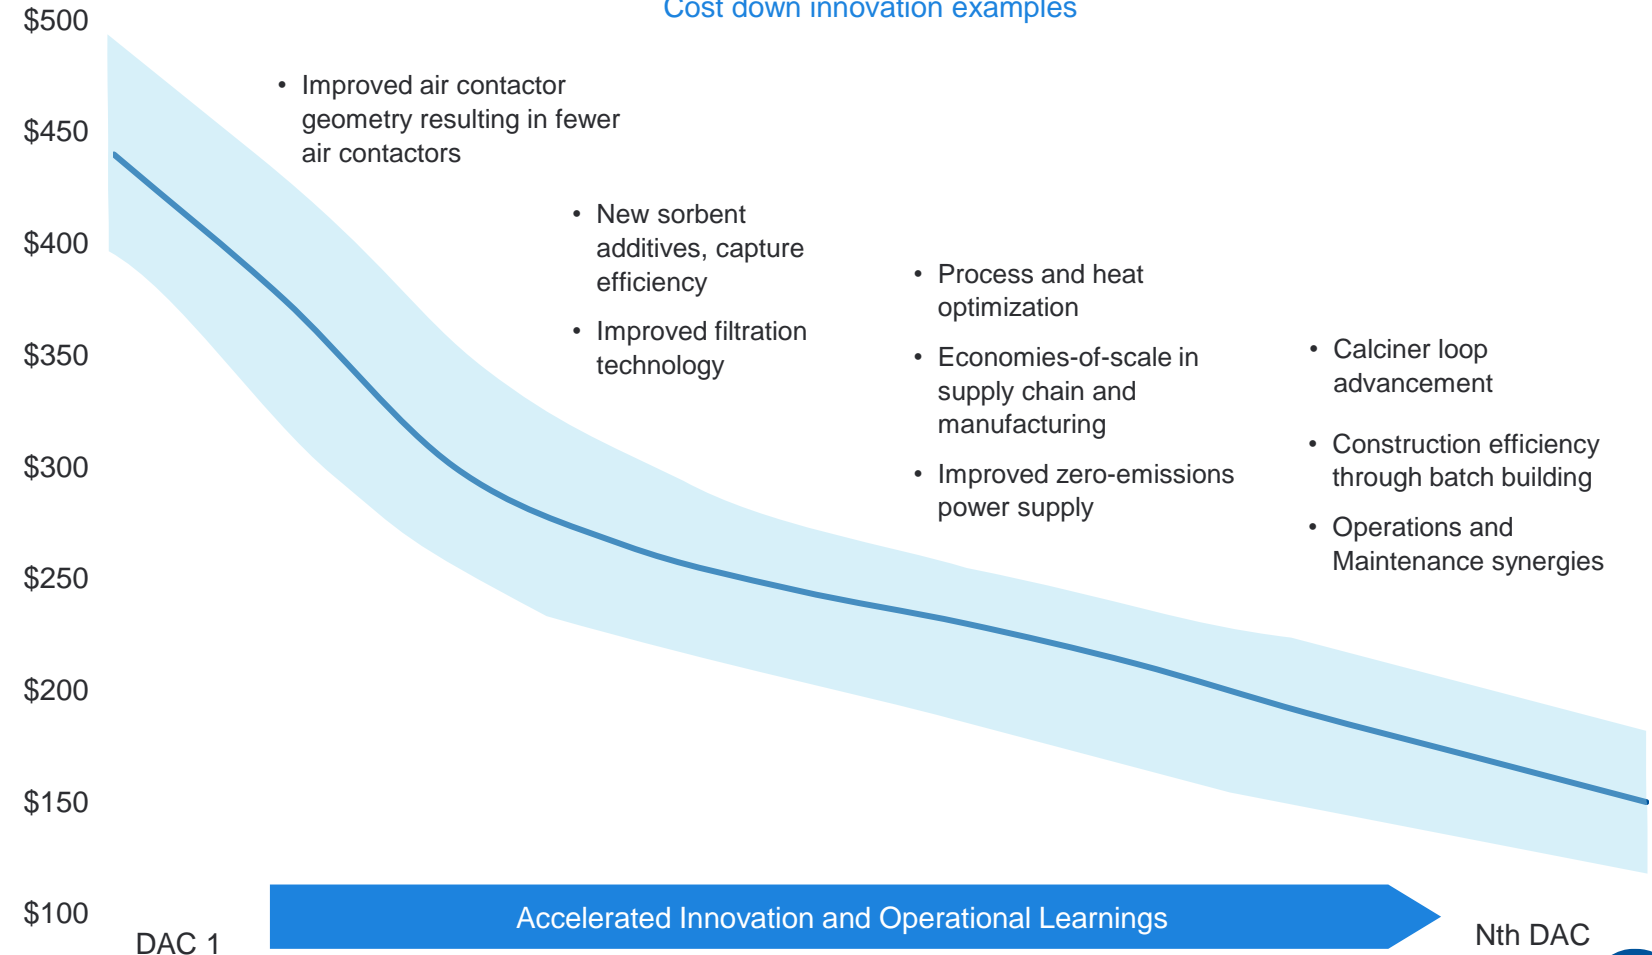 Cost down innovation examples
$500
$450
$400
$350
$300
$250
$200
$150
$100
• Improved air contactor
geometry resulting in fewer
air contactors
• New sorbent
additives, capture
efficiency
• Improved filtration
technology
• Process and heat
optimization
• Economies-of-scale in
supply chain and
manufacturing
• Improved zero-emissions
power supply
• Calciner loop
advancement
• Construction efficiency
through batch building
• Operations and
Maintenance synergies
DAC 1
Accelerated Innovation and Operational Learnings
Nth DAC